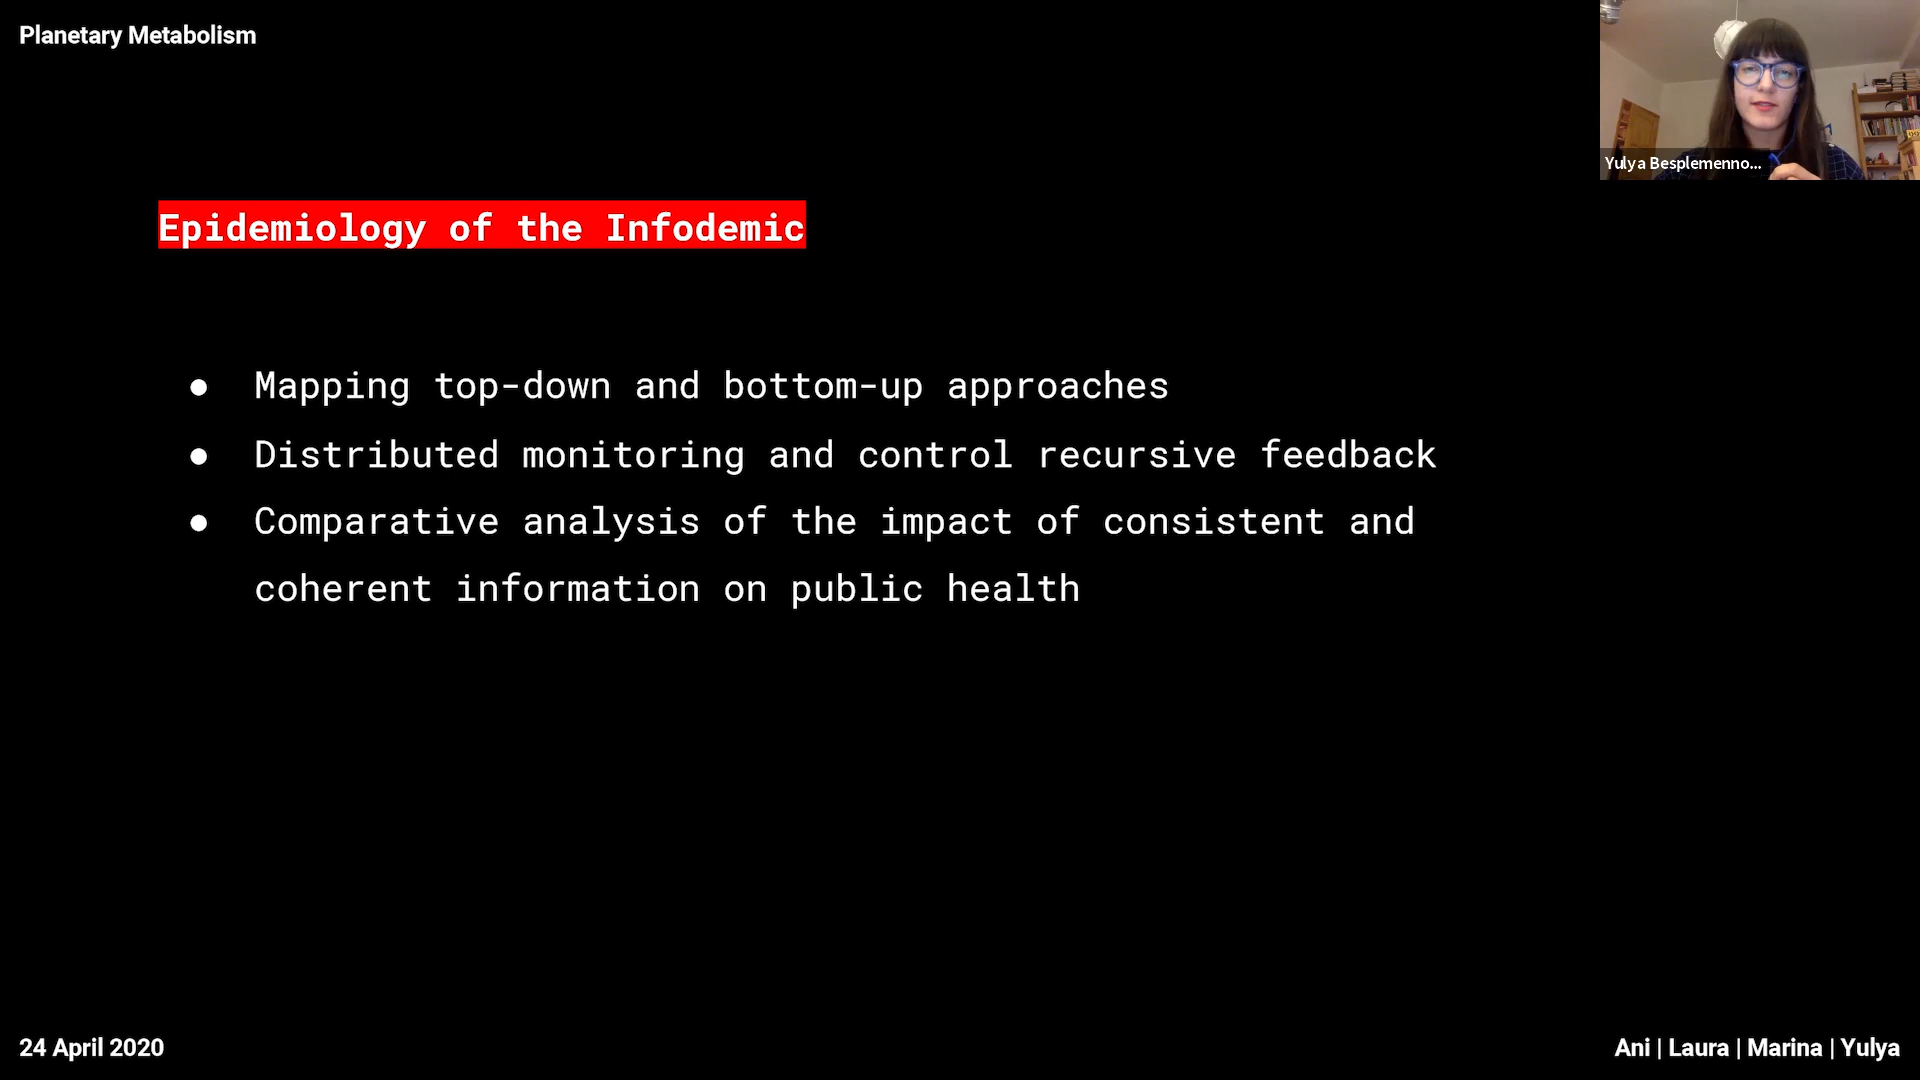 Planetary Metabolism
Yulya Besplemenno...
Epidemiology of the Infodemic
● Mapping top-down and bottom-up approaches
● Distributed monitoring and control recursive feedback
● Comparative analysis of the impact of consistent and
coherent information on public health
24 April 2020
Ani | Laura | Marina | Yulya